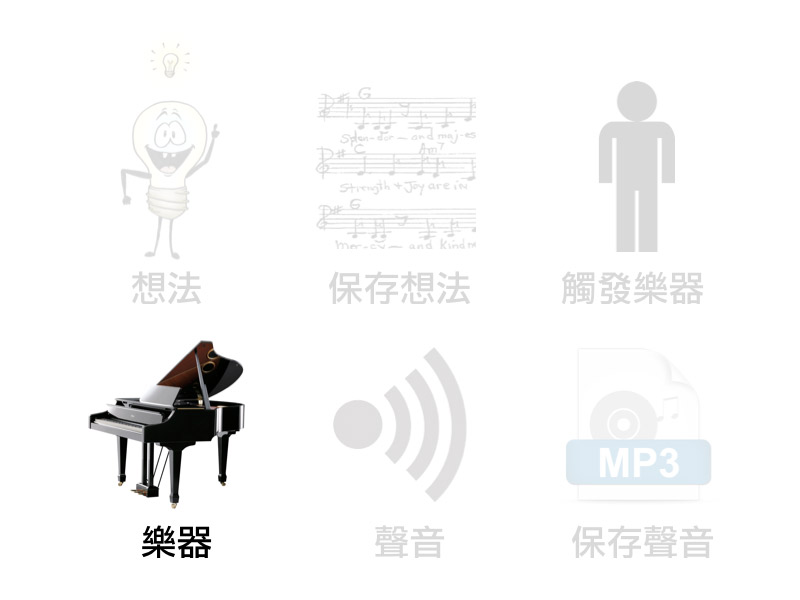 G
Splen-dor — and maj-es
C Am7
Strength + Joy are in
G
Mer-cy — and kindn
想法 保存想法 觸發樂器
MP3
樂器 聲音 保存聲音